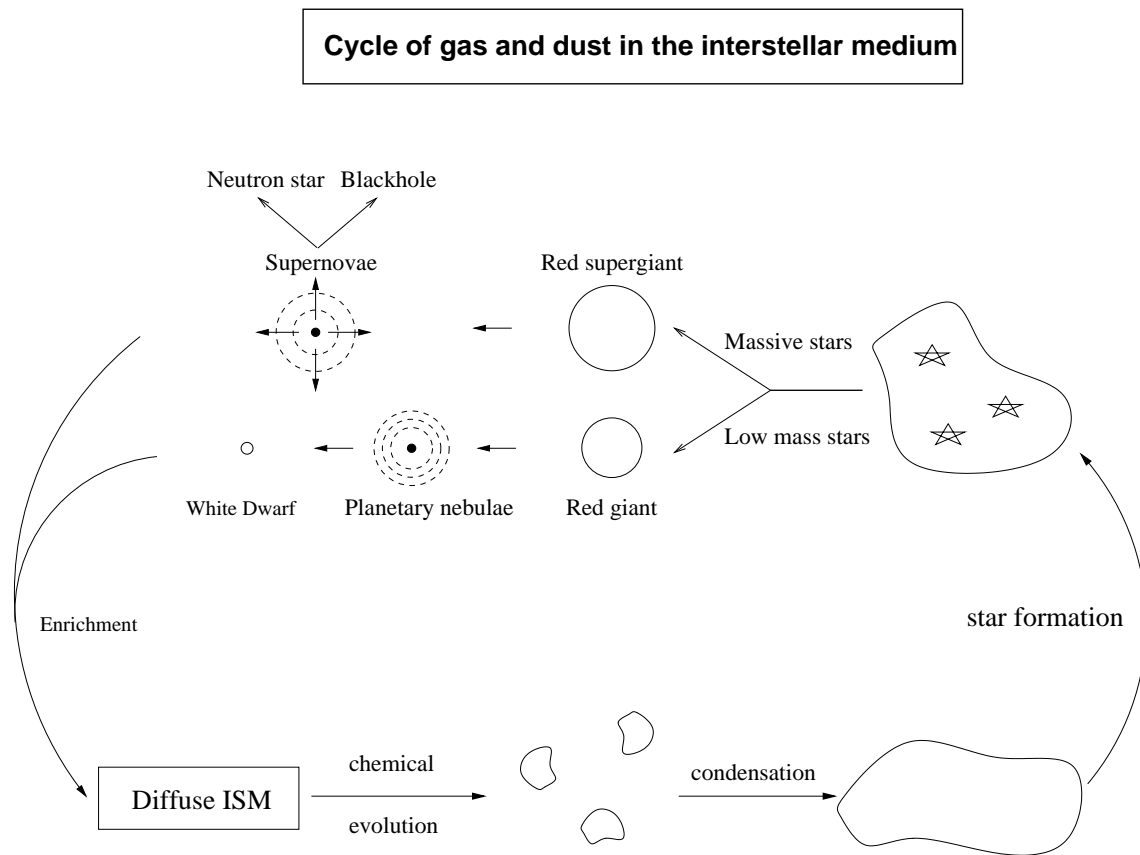 Cycle of gas and dust in the interstellar medium
Neutron star
Blackhole
Supernovae
Red supergiant
Massive stars
Low mass stars
White Dwarf
Planetary nebulae
Red giant
Enrichment
star formation
Diffuse ISM
chemical
evolution
condensation